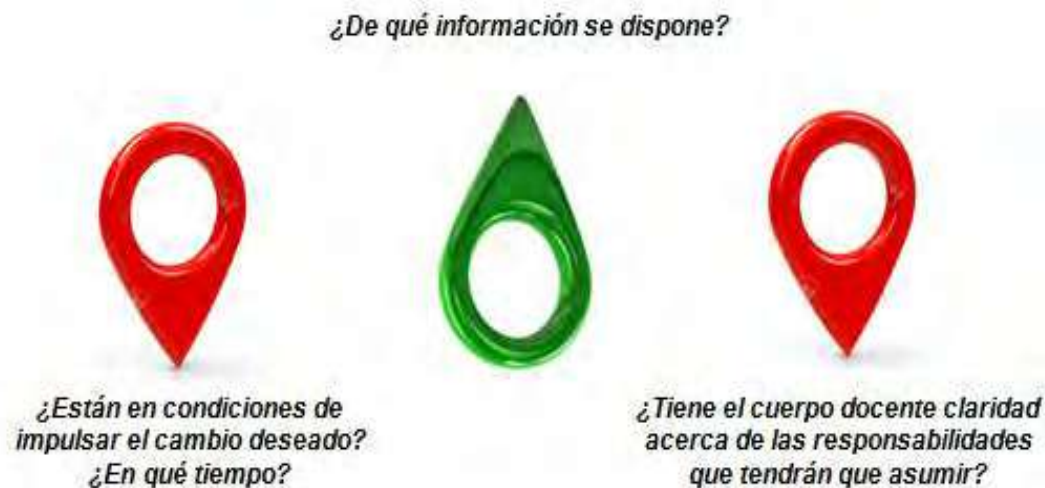 ¿De qué información se dispone?
¿Están en condiciones de
impulsar el cambio deseado?
¿En qué tiempo?
¿Tiene el cuerpo docente claridad
acerca de las responsabilidades
que tendrán que asumir?